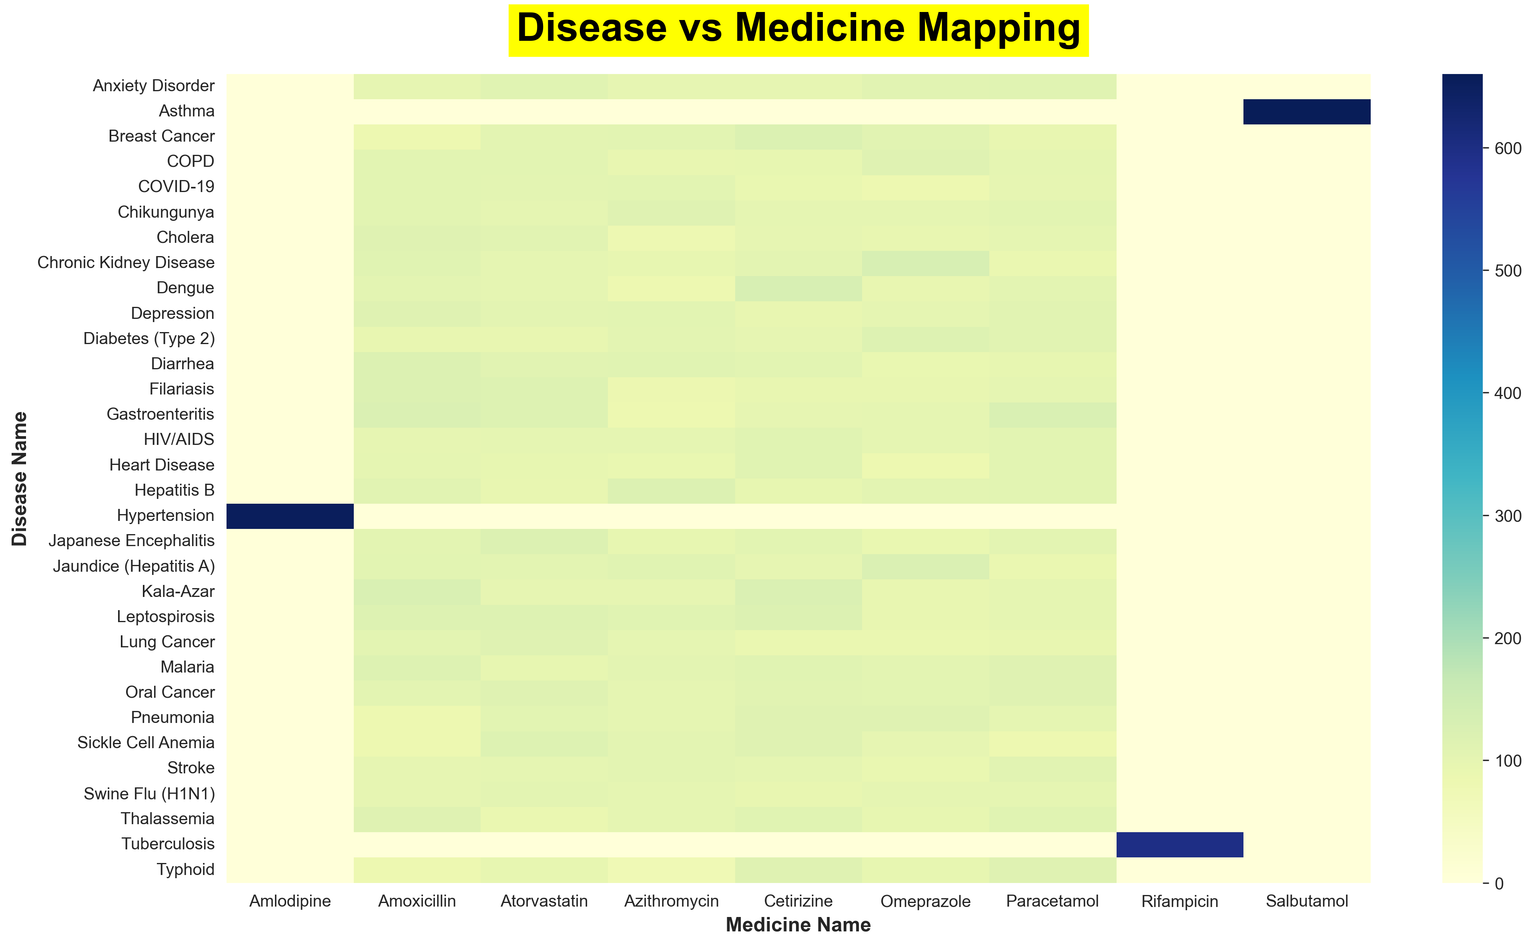 Disease vs Medicine Mapping
Anxiety Disorder
Asthma
Breast Cancer
COPD
COVID-19
Chikungunya
Cholera
Chronic Kidney Disease
Dengue
Depression
Diabetes (Type 2)
Diarrhea
Filariasis
Gastroenteritis
HIV/AIDS
Heart Disease
Hepatitis B
Hypertension
Japanese Encephalitis
Jaundice (Hepatitis A)
Kala-Azar
Leptospirosis
Lung Cancer
Malaria
Oral Cancer
Pneumonia
Sickle Cell Anemia
Stroke
Swine Flu (H1N1)
Thalassemia
Tuberculosis
Typhoid
Disease Name
Amlodipine Amoxicillin Atorvastatin Azithromycin Cetirizine Omeprazole Paracetamol Rifampicin Salbutamol
Medicine Name
600
500
400
300
200
100
0